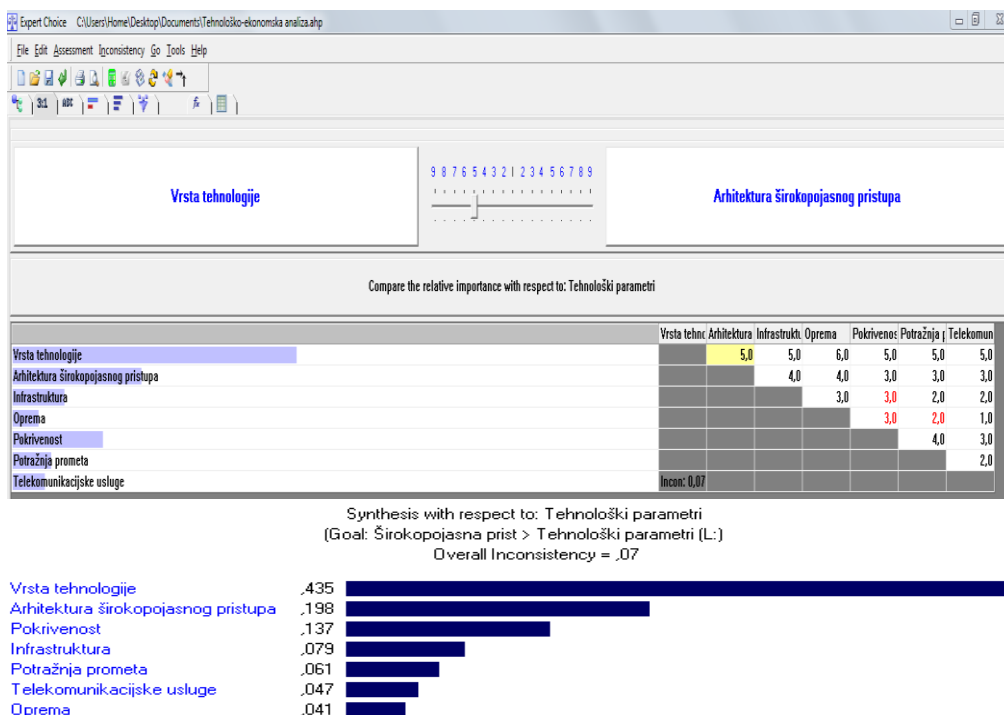 Expert Choice C:\Users\Home\Desktop\Documents\Tehnološko-ekonomska analiza.ahp
File Edit Assessment Inconsistency Go Tools Help
3:1 ABC fx
9 8 7 6 5 4 3 2 1 2 3 4 5 6 7 8 9
Vrsta tehnologije
Arhitektura širokopojasnog pristupa
Compare the relative importance with respect to: Tehnološki parametri
Vrsta tehnc Arhitektura Infrastruktu Oprema Pokrivenos Potražnja p Telekomun
Vrsta tehnologije 5,0 5,0 6,0 5,0 5,0 5,0
Arhitektura širokopojasnog pristupa 4,0 4,0 3,0 3,0 3,0
Infrastruktura 3,0 3,0 2,0 2,0
Oprema 3,0 2,0 1,0
Pokrivenost 4,0 3,0
Potražnja prometa 2,0
Telekomunikacijske usluge Incon: 0,07
Synthesis with respect to: Tehnološki parametri
(Goal: Širokopojasna prist > Tehnološki parametri (L:)
Overall Inconsistency = ,07
Vrsta tehnologije ,435
Arhitektura širokopojasnog pristupa ,198
Pokrivenost ,137
Infrastruktura ,079
Potražnja prometa ,061
Telekomunikacijske usluge ,047
Oprema ,041